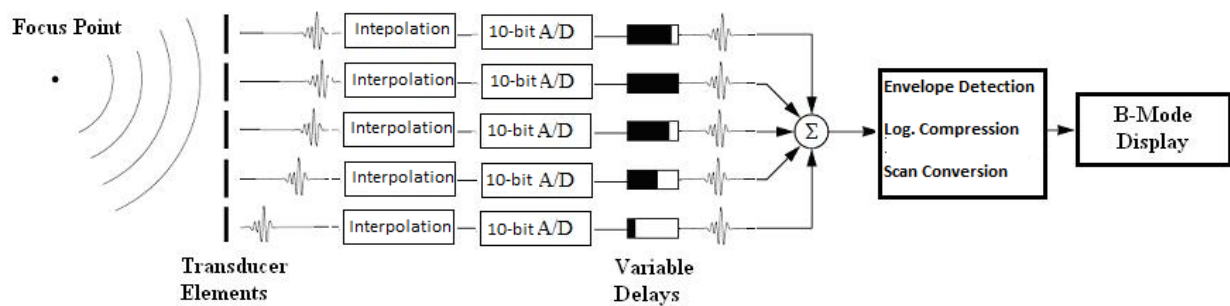 Focus Point
Intepolation
10-bit A/D
Interpolation
10-bit A/D
Interpolation
10-bit A/D
Interpolation
10-bit A/D
Interpolation
10-bit A/D
Transducer
Elements
Variable
Delays
Σ
Envelope Detection
Log. Compression
.
Scan Conversion
B-Mode
Display